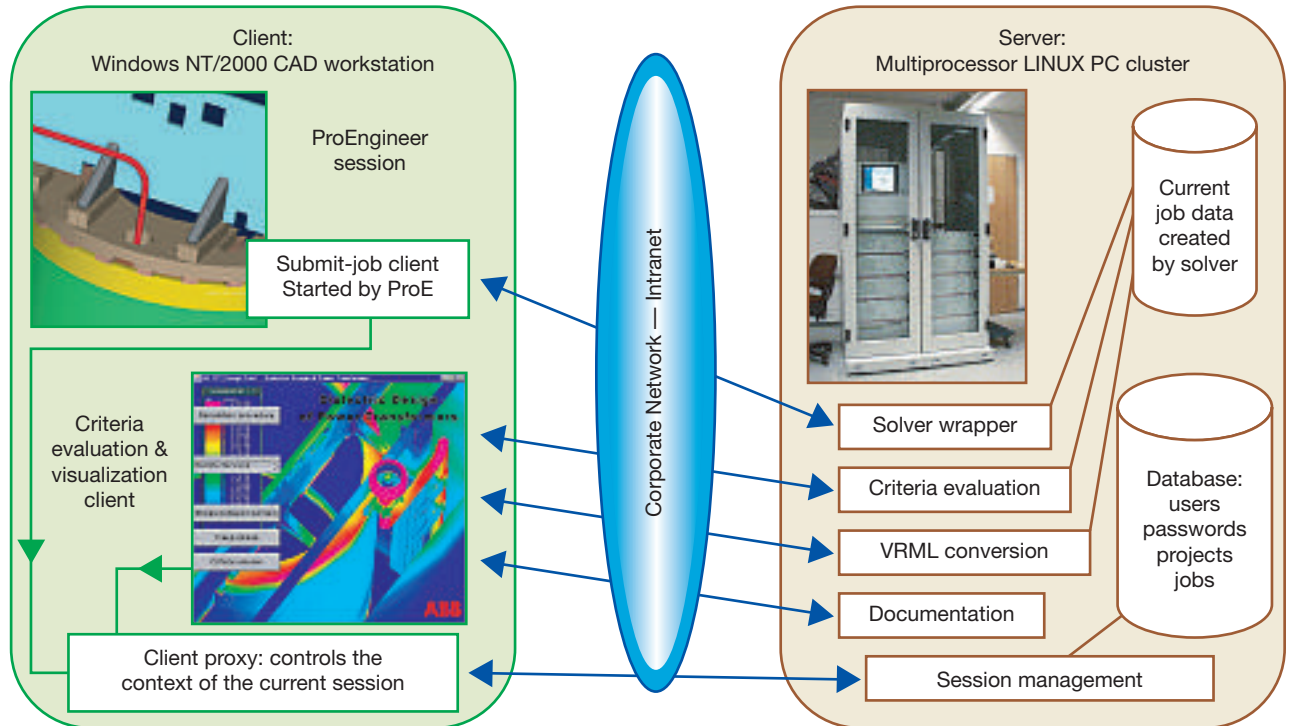 Client:
Windows NT/2000 CAD workstation
ProEngineer
session
Submit-job client
Started by ProE
Criteria
evaluation &
visualization
client
Dielectric Design
of Power Transformers
ABB
Client proxy: controls the
context of the current session
Corporate Network — Intranet
Server:
Multiprocessor LINUX PC cluster
Current
job data
created
by solver
Solver wrapper
Criteria evaluation
VRML conversion
Documentation
Session management
Database:
users
passwords
projects
jobs